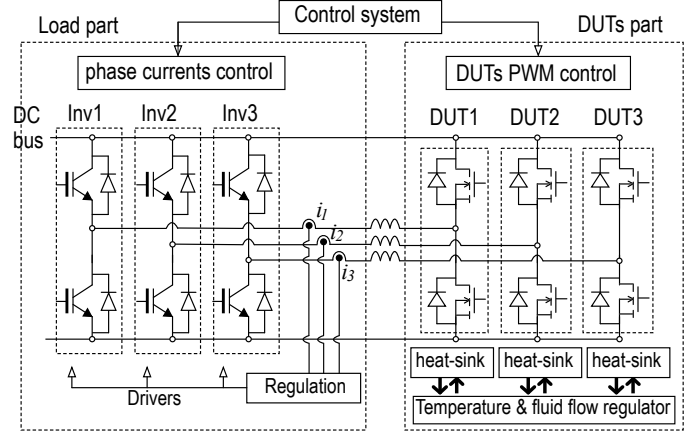 Control system
Load part
DUTs part
phase currents control
DUTs PWM control
DC
bus
Inv1 Inv2 Inv3
DUT1 DUT2 DUT3
i1
i2
i3
heat-sink heat-sink heat-sink
Drivers
Regulation
Temperature & fluid flow regulator